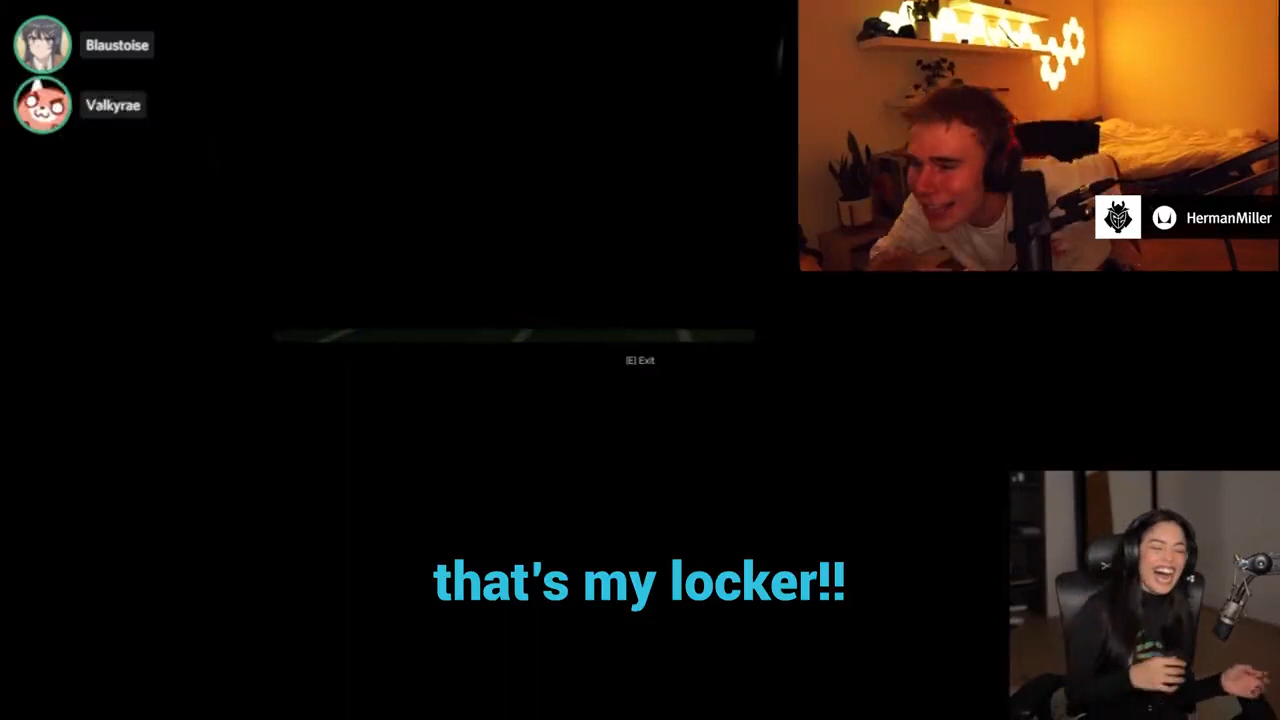 Blaustoise
Valkyrae
HermanMiller
[E] Exit
that's my locker!!